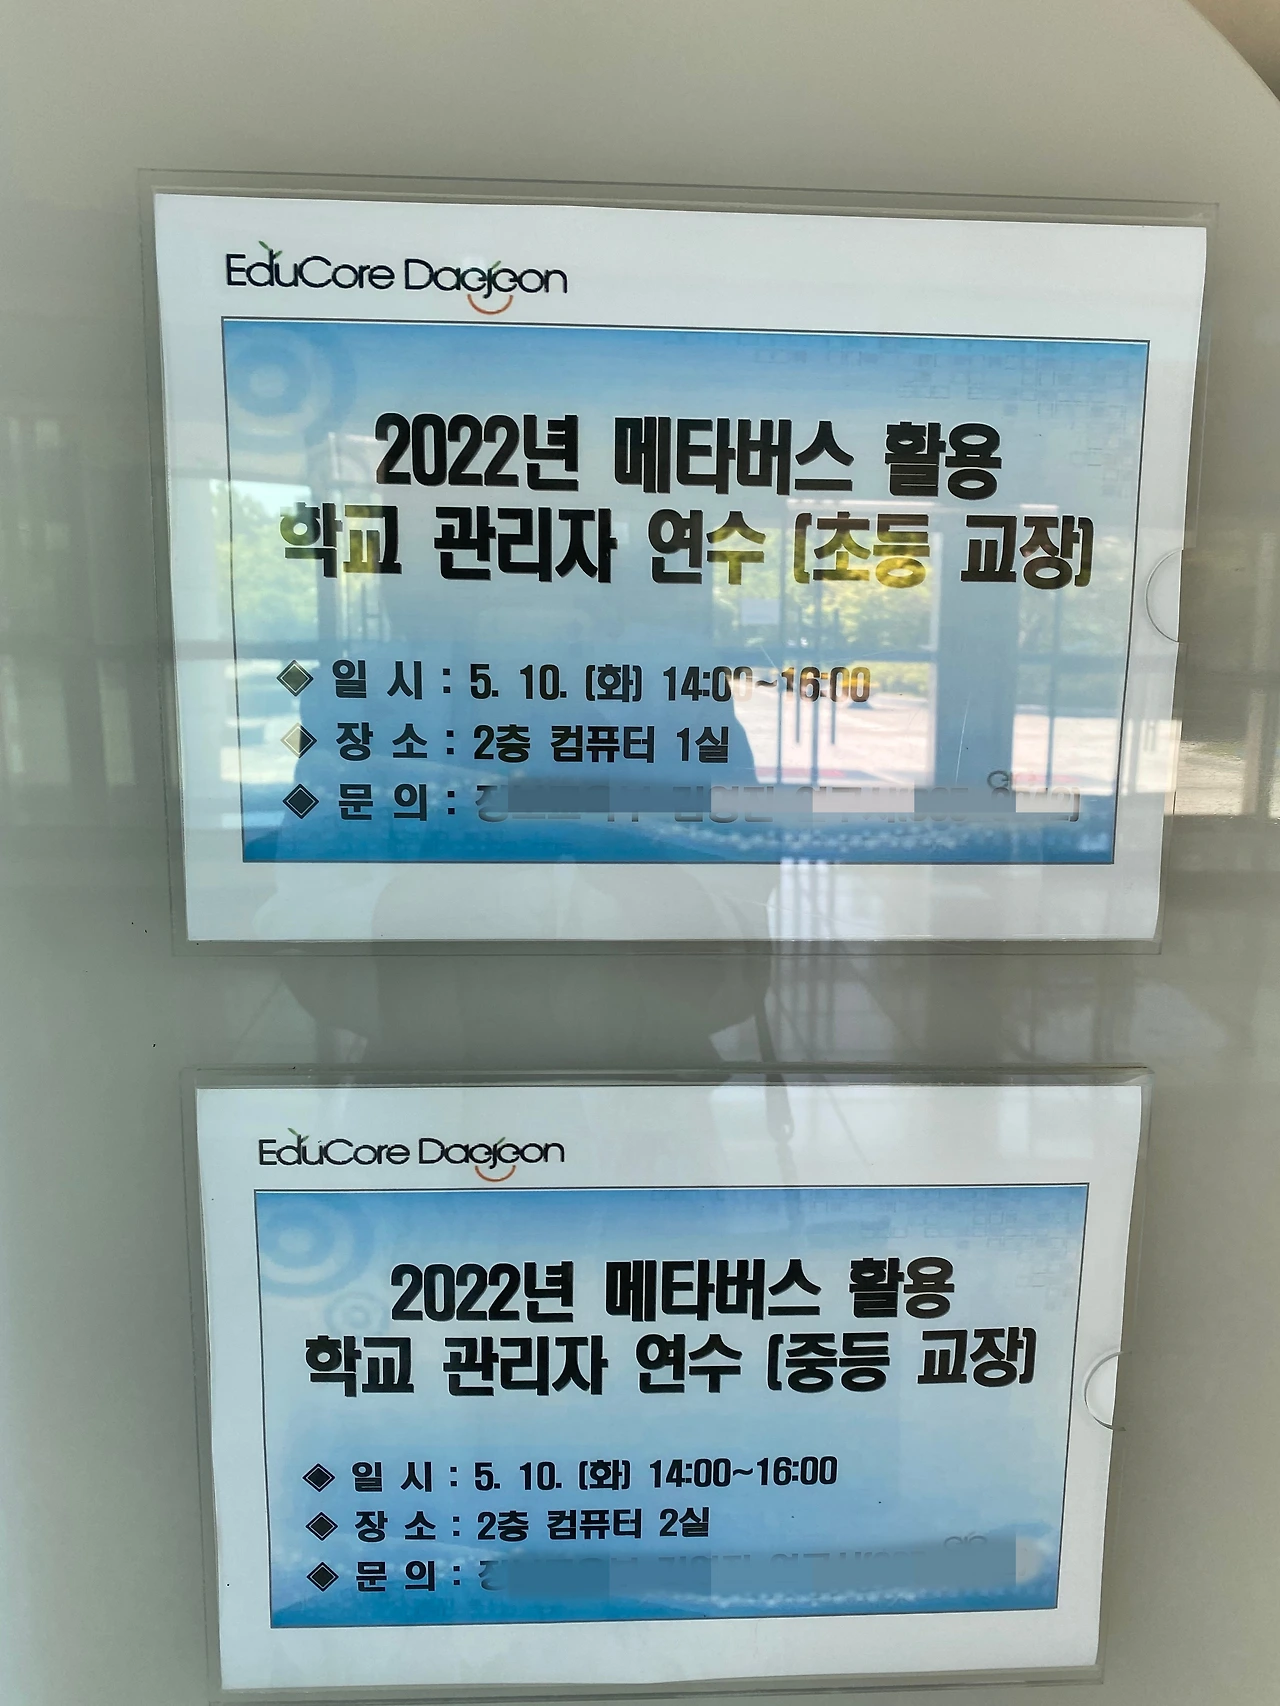 EduCore Daejeon
2022년 메타버스 활용
학교 관리자 연수 (초등 교장)
◈ 일 시 : 5. 10. (화) 14:00~16:00
◈ 장 소 : 2층 컴퓨터 1실
◈ 문 의 :
EduCore Daejeon
2022년 메타버스 활용
학교 관리자 연수 (중등 교장)
◈ 일 시 : 5. 10. (화) 14:00~16:00
◈ 장 소 : 2층 컴퓨터 2실
◈ 문 의 :